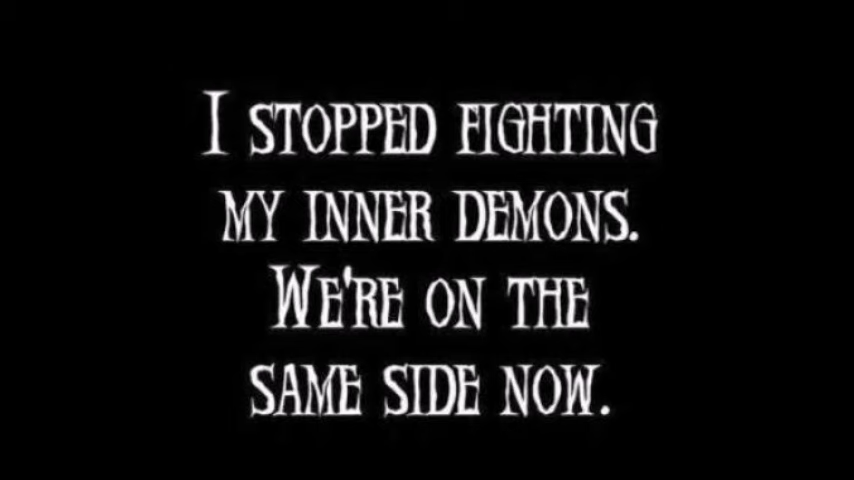 I STOPPED FIGHTING
MY INNER DEMONS.
WE'RE ON THE
SAME SIDE NOW.